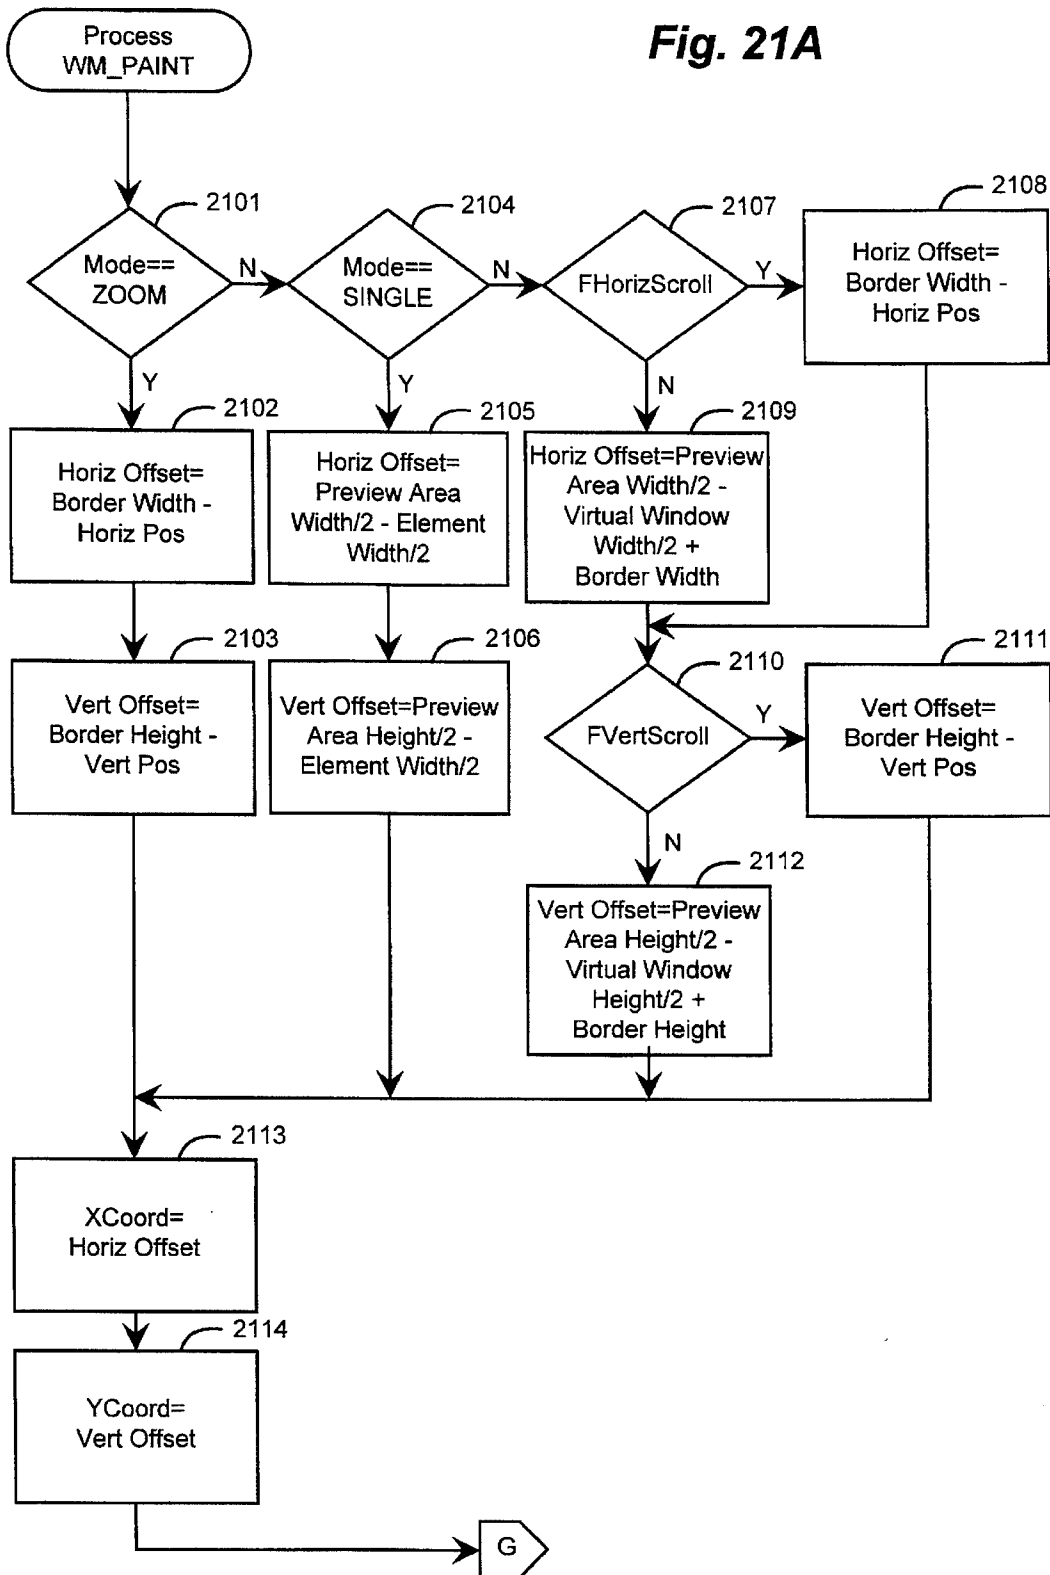 Process
WM_PAINT
Fig. 21A
2101
Mode==
ZOOM
N
Y
2104
Mode==
SINGLE
N
Y
2107
FHorizScroll
Y
N
2108
Horiz Offset=
Border Width -
Horiz Pos
2102
Horiz Offset=
Border Width -
Horiz Pos
2105
Horiz Offset=
Preview Area
Width/2 - Element
Width/2
2109
Horiz Offset=Preview
Area Width/2 -
Virtual Window
Width/2 +
Border Width
2103
Vert Offset=
Border Height -
Vert Pos
2106
Vert Offset=Preview
Area Height/2 -
Element Width/2
2110
FVertScroll
Y
N
2111
Vert Offset=
Border Height -
Vert Pos
2112
Vert Offset=Preview
Area Height/2 -
Virtual Window
Height/2 +
Border Height
2113
XCoord=
Horiz Offset
2114
YCoord=
Vert Offset
G